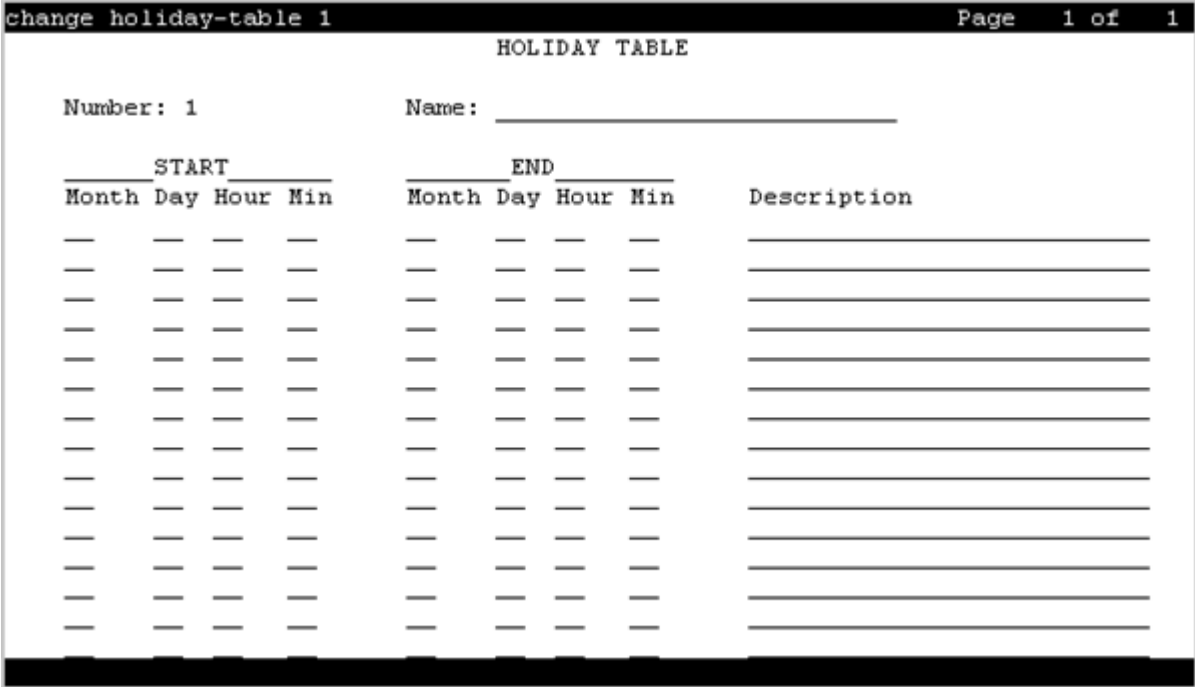 change holiday-table 1 Page 1 of 1
HOLIDAY TABLE
Number: 1 Name:
START END
Month Day Hour Min Month Day Hour Min Description